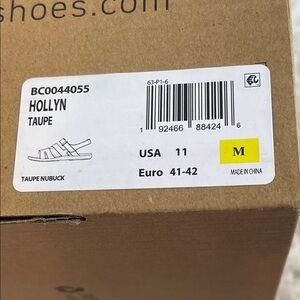 shoes.com
BC0044055
HOLLYN
TAUPE
63-P1-6
1 92466 88424 6
USA 11
M
Euro 41-42
TAUPE NUBUCK
MADE IN CHINA